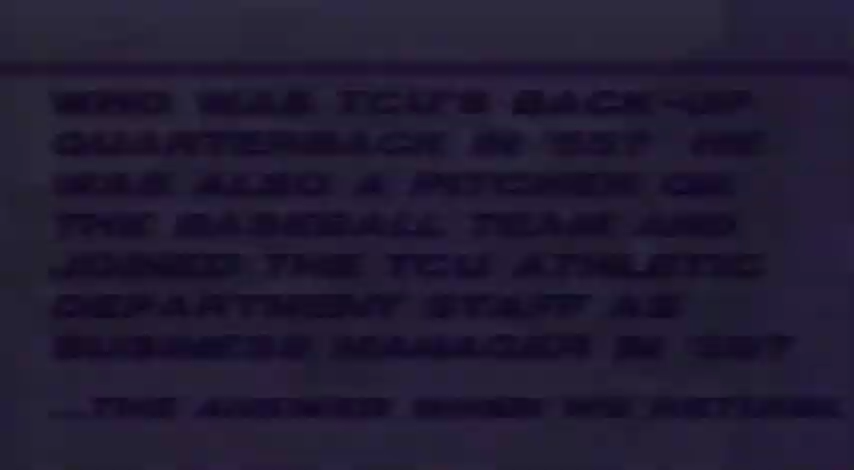 WHO WAS TCU'S BACK-UP
QUARTERBACK IN '55? HE
WAS ALSO A PITCHER ON
THE BASEBALL TEAM AND
JOINED THE TCU ATHLETIC
DEPARTMENT STAFF AS
BUSINESS MANAGER IN
...THE ANSWER WHEN WE RETURN.